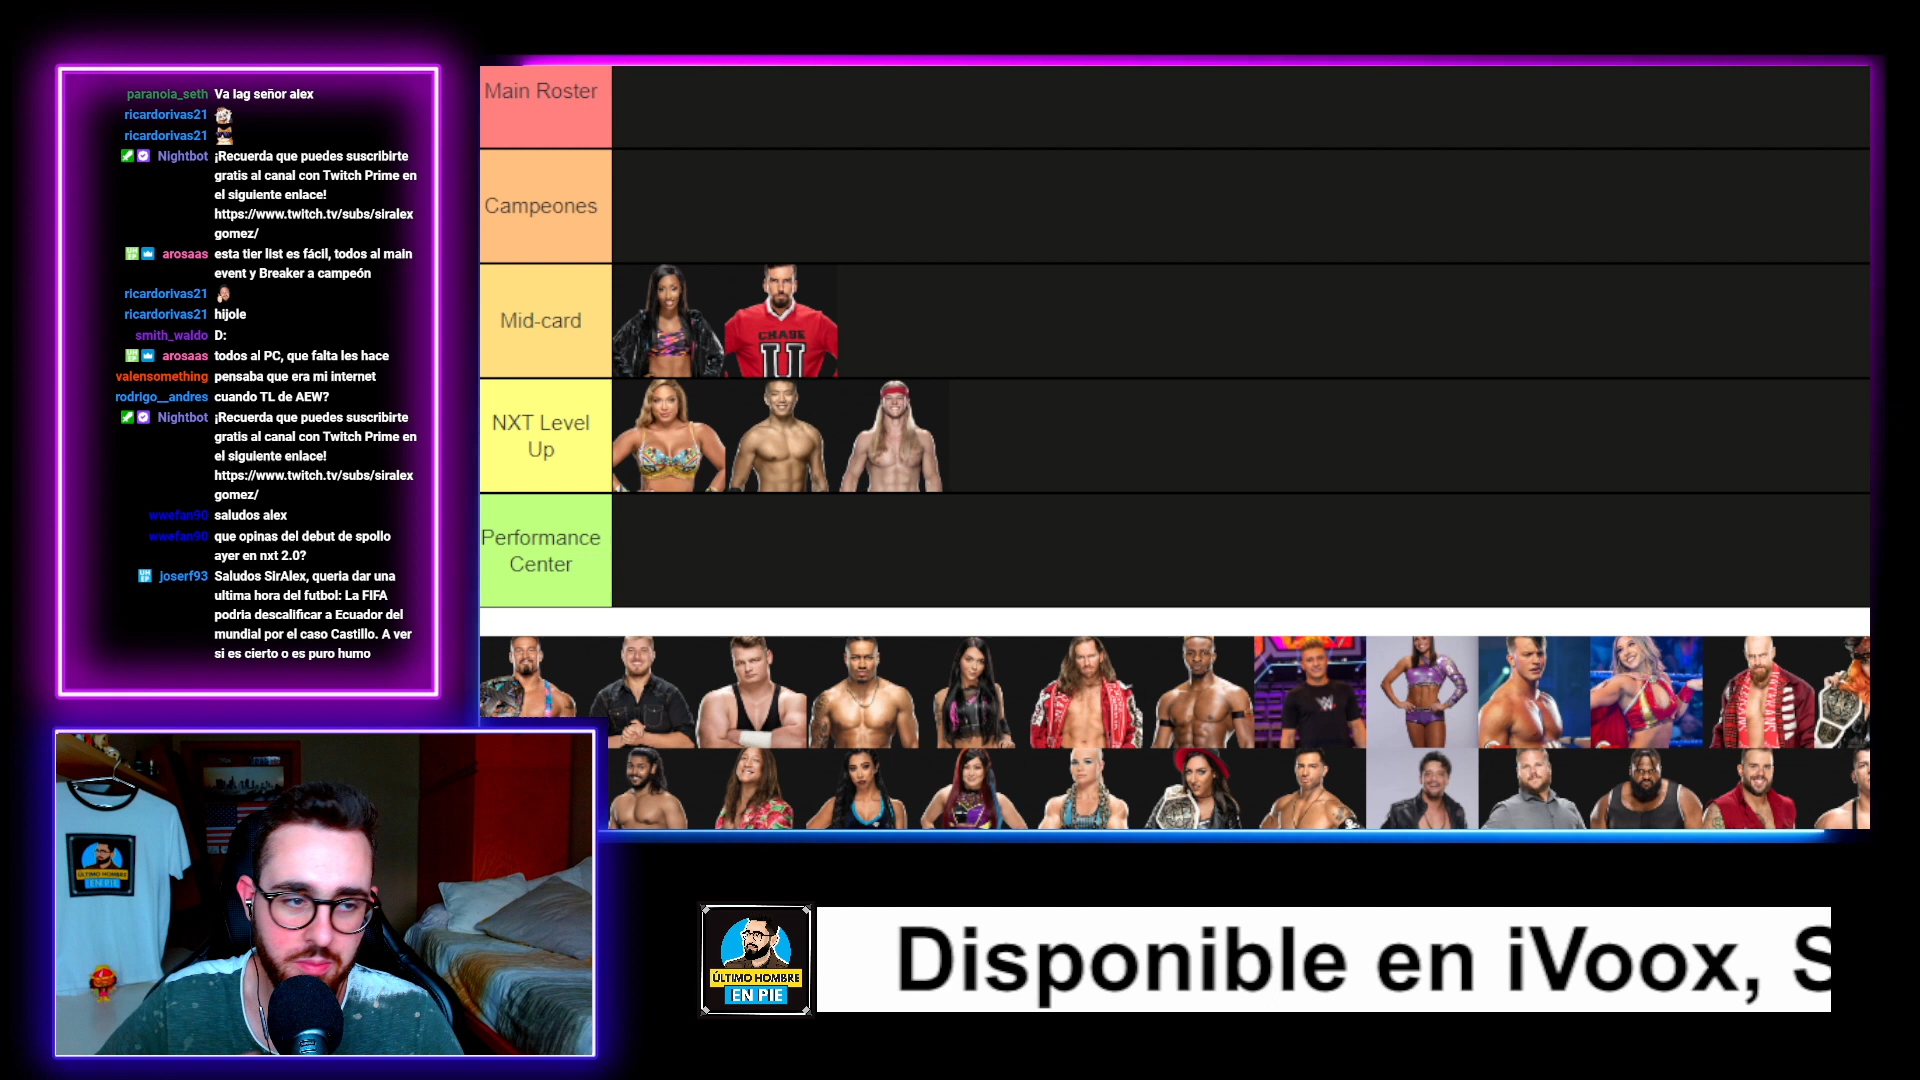 paranoia_seth Va lag señor alex
ricardorivas21
ricardorivas21
Nightbot ¡Recuerda que puedes suscribirte
gratis al canal con Twitch Prime en
el siguiente enlace!
https://www.twitch.tv/subs/siralex
gomez/
arosaas esta tier list es fácil, todos al main
event y Breaker a campeón
ricardorivas21
ricardorivas21 hijole
smith_waldo D:
arosaas todos al PC, que falta les hace
valensomething pensaba que era mi internet
rodrigo__andres cuando TL de AEW?
Nightbot ¡Recuerda que puedes suscribirte
gratis al canal con Twitch Prime en
el siguiente enlace!
https://www.twitch.tv/subs/siralex
gomez/
wwefan90 saludos alex
wwefan90 que opinas del debut de spollo
ayer en nxt 2.0?
joserf93 Saludos SirAlex, queria dar una
ultima hora del futbol: La FIFA
podria descalificar a Ecuador del
mundial por el caso Castillo. A ver
si es cierto o es puro humo
Main Roster
Campeones
Mid-card
CHASE
U
NXT Level
Up
Performance
Center
W
ÚLTIMO HOMBRE
EN PIE
ÚLTIMO HOMBRE
EN PIE
Disponible en iVoox, S